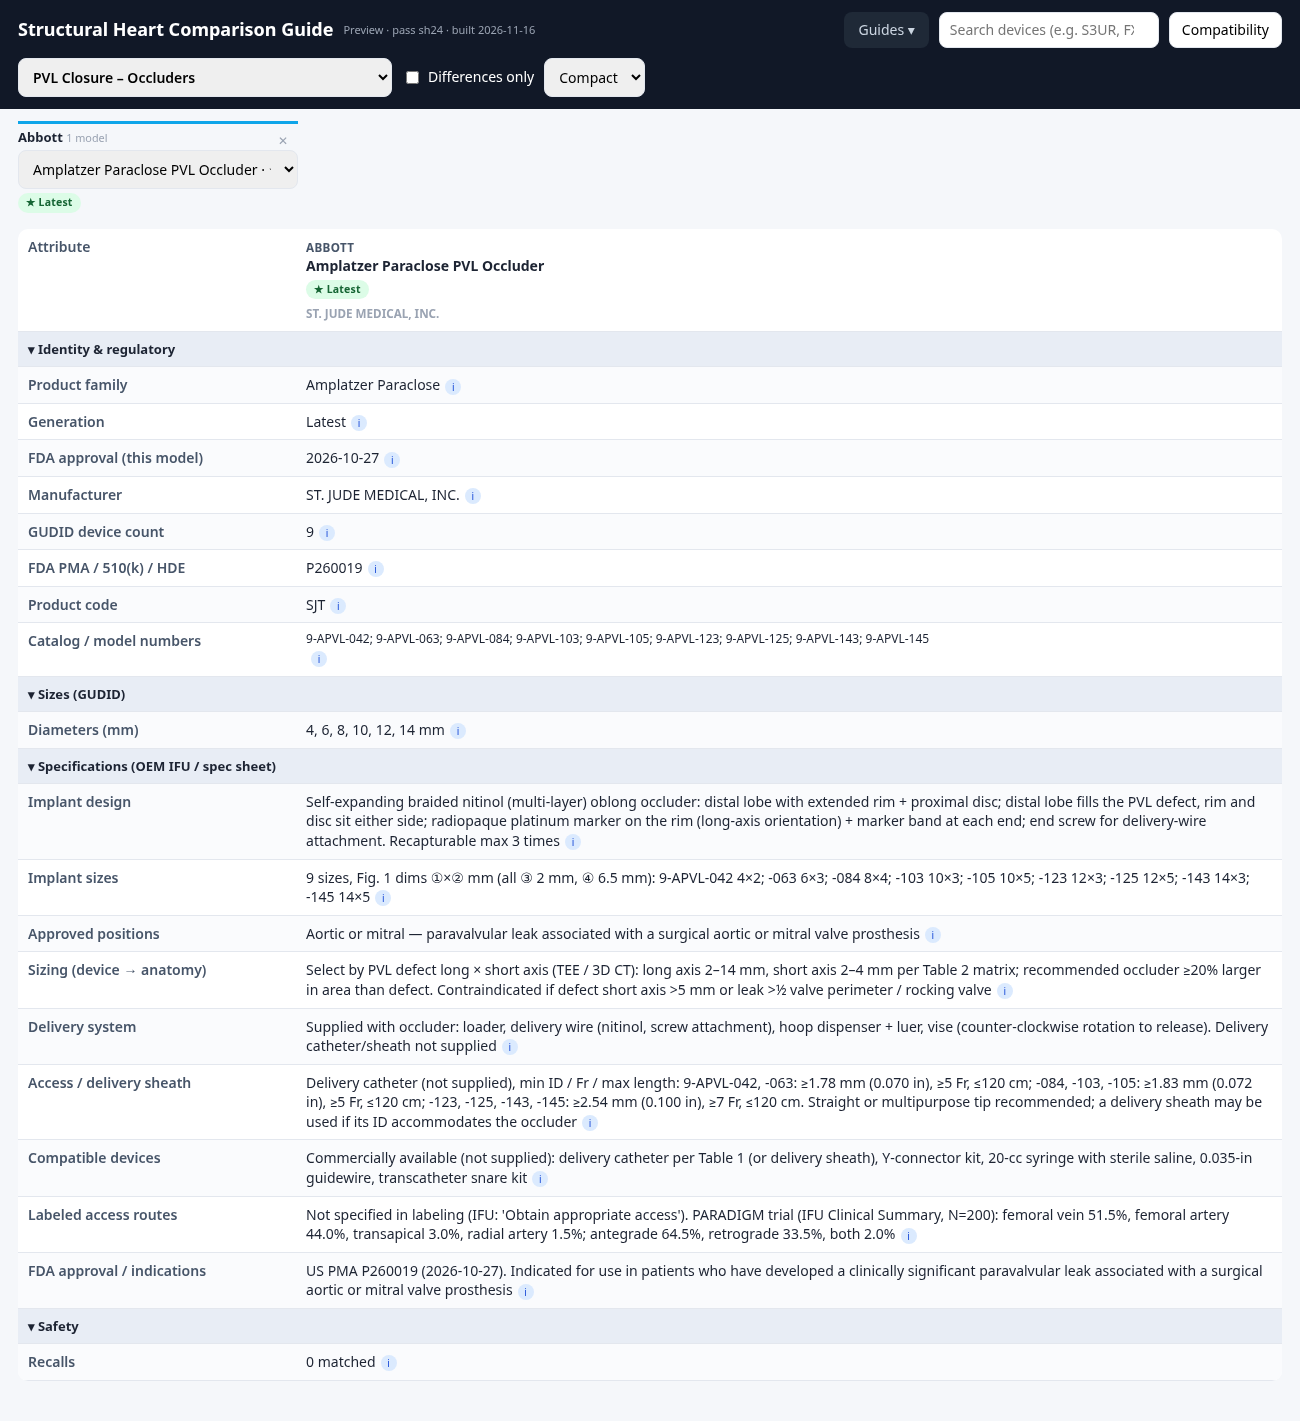 Structural Heart Comparison Guide Preview · pass sh24 · built 2026-11-16
Guides ▾
Search devices (e.g. S3UR, FX
Compatibility
PVL Closure – Occluders
Differences only
Compact
Abbott 1 model
×
Amplatzer Paraclose PVL Occluder ·
★ Latest
Attribute
ABBOTT
Amplatzer Paraclose PVL Occluder
★ Latest
ST. JUDE MEDICAL, INC.
▾ Identity & regulatory
Product family Amplatzer Paraclose i
Generation Latest i
FDA approval (this model) 2026-10-27 i
Manufacturer ST. JUDE MEDICAL, INC. i
GUDID device count 9 i
FDA PMA / 510(k) / HDE P260019 i
Product code SJT i
Catalog / model numbers 9-APVL-042; 9-APVL-063; 9-APVL-084; 9-APVL-103; 9-APVL-105; 9-APVL-123; 9-APVL-125; 9-APVL-143; 9-APVL-145
i
▾ Sizes (GUDID)
Diameters (mm) 4, 6, 8, 10, 12, 14 mm i
▾ Specifications (OEM IFU / spec sheet)
Implant design Self-expanding braided nitinol (multi-layer) oblong occluder: distal lobe with extended rim + proximal disc; distal lobe fills the PVL defect, rim and
disc sit either side; radiopaque platinum marker on the rim (long-axis orientation) + marker band at each end; end screw for delivery-wire
attachment. Recapturable max 3 times i
Implant sizes 9 sizes, Fig. 1 dims ①×② mm (all ③ 2 mm, ④ 6.5 mm): 9-APVL-042 4×2; -063 6×3; -084 8×4; -103 10×3; -105 10×5; -123 12×3; -125 12×5; -143 14×3;
-145 14×5 i
Approved positions Aortic or mitral — paravalvular leak associated with a surgical aortic or mitral valve prosthesis i
Sizing (device → anatomy) Select by PVL defect long × short axis (TEE / 3D CT): long axis 2–14 mm, short axis 2–4 mm per Table 2 matrix; recommended occluder ≥20% larger
in area than defect. Contraindicated if defect short axis >5 mm or leak >½ valve perimeter / rocking valve i
Delivery system Supplied with occluder: loader, delivery wire (nitinol, screw attachment), hoop dispenser + luer, vise (counter-clockwise rotation to release). Delivery
catheter/sheath not supplied i
Access / delivery sheath Delivery catheter (not supplied), min ID / Fr / max length: 9-APVL-042, -063: ≥1.78 mm (0.070 in), ≥5 Fr, ≤120 cm; -084, -103, -105: ≥1.83 mm (0.072
in), ≥5 Fr, ≤120 cm; -123, -125, -143, -145: ≥2.54 mm (0.100 in), ≥7 Fr, ≤120 cm. Straight or multipurpose tip recommended; a delivery sheath may be
used if its ID accommodates the occluder i
Compatible devices Commercially available (not supplied): delivery catheter per Table 1 (or delivery sheath), Y-connector kit, 20-cc syringe with sterile saline, 0.035-in
guidewire, transcatheter snare kit i
Labeled access routes Not specified in labeling (IFU: 'Obtain appropriate access'). PARADIGM trial (IFU Clinical Summary, N=200): femoral vein 51.5%, femoral artery
44.0%, transapical 3.0%, radial artery 1.5%; antegrade 64.5%, retrograde 33.5%, both 2.0% i
FDA approval / indications US PMA P260019 (2026-10-27). Indicated for use in patients who have developed a clinically significant paravalvular leak associated with a surgical
aortic or mitral valve prosthesis i
▾ Safety
Recalls 0 matched i